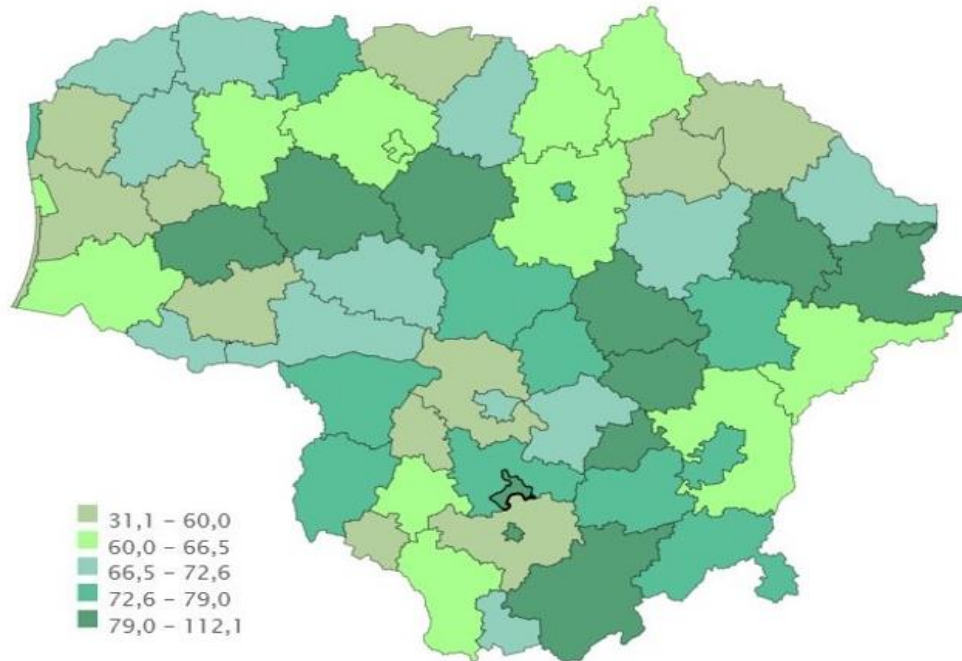 31,1 – 60,0
60,0 – 66,5
66,5 – 72,6
72,6 – 79,0
79,0 – 112,1